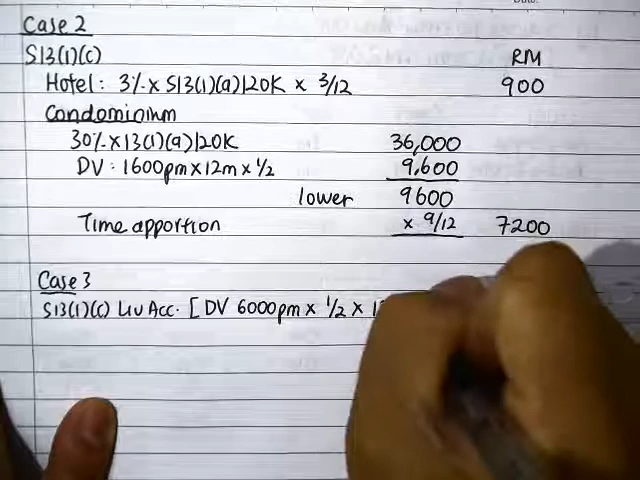 Case 2
S13(1)(c) RM
Hotel: 3% x S13(1)(a) 120K x 3/12 900
Condominium
30% x 13(1)(a) 120K 36,000
DV: 1600pm x 12m x 1/2 9,600
lower 9600
Time apportion x 9/12 7200
Case 3
S13(1)(c) Liv Acc. [DV 6000pm x 1/2 x 1